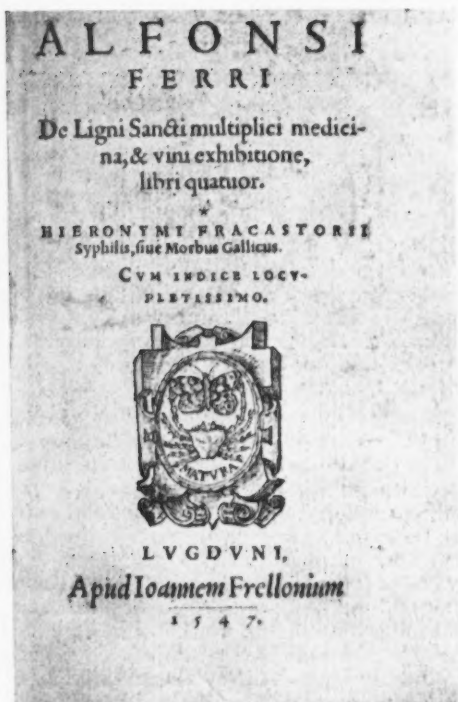 ALFONSI
FERRI
De Ligni Sancti multiplici medici-
na, & vini exhibitione,
libri quatuor.
*
HIERONYMI FRACASTORII
Syphilis, siue Morbus Gallicus.
CVM INDICE LOCV-
PLETISSIMO.
MATVRA
LVGDVNI,
Apud Ioannem Frellonium
1547.